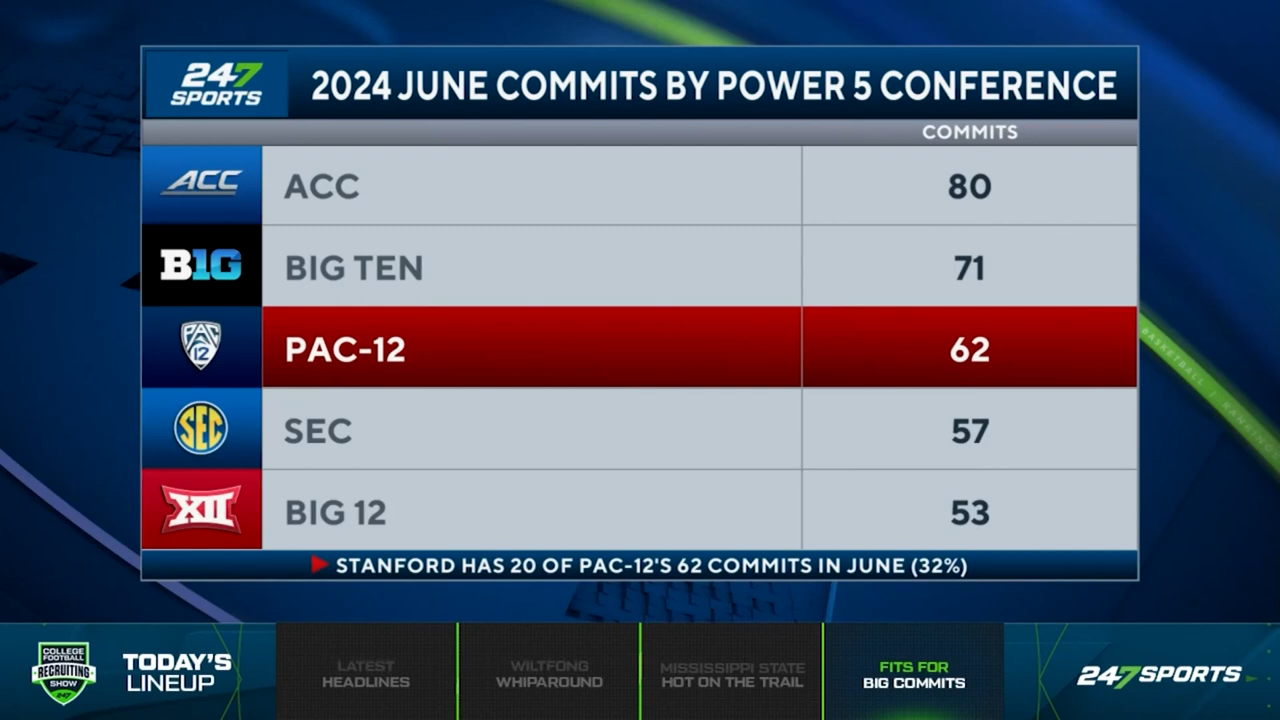 247 SPORTS
2024 JUNE COMMITS BY POWER 5 CONFERENCE
COMMITS
ACC ACC 80
B1G BIG TEN 71
PAC 12 PAC-12 62
SEC SEC 57
XII BIG 12 53
STANFORD HAS 20 OF PAC-12'S 62 COMMITS IN JUNE (32%)
BASKETBALL / RANKING
COLLEGE
FOOTBALL
RECRUITING
SHOW
247
TODAY'S
LINEUP
LATEST
HEADLINES
WILTFONG
WHIPAROUND
MISSISSIPPI STATE
HOT ON THE TRAIL
FITS FOR
BIG COMMITS
247SPORTS